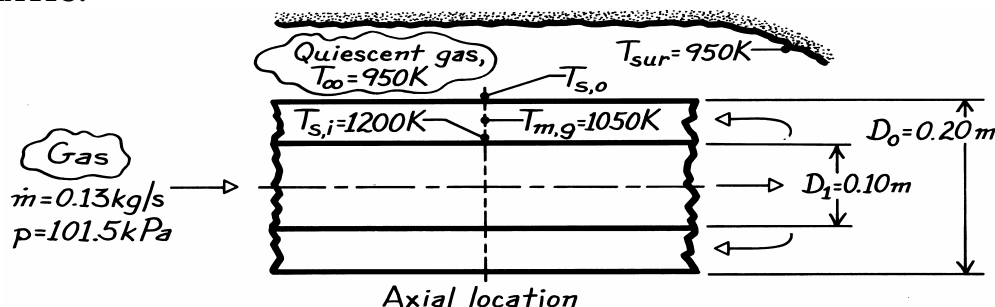 Quiescent gas,
T∞=950K
Tsur=950K
Ts,o
Ts,i=1200K
Tm,g=1050K
Do=0.20m
Gas
ṁ=0.13kg/s
p=101.5kPa
D1=0.10m
Axial location